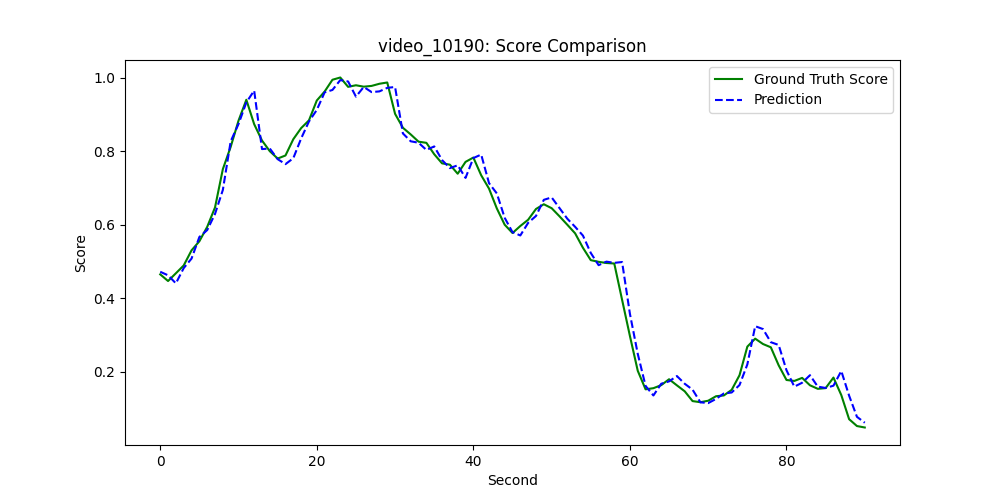 video_10190: Score Comparison
Ground Truth Score
Prediction
1.0
0.8
0.6
0.4
0.2
Score
0 20 40 60 80
Second